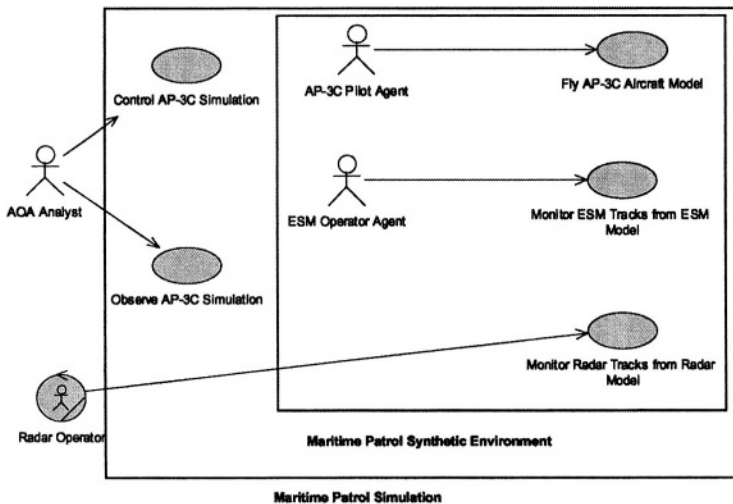 Control AP-3C Simulation
AP-3C Pilot Agent
Fly AP-3C Aircraft Model
AOA Analyst
ESM Operator Agent
Monitor ESM Tracks from ESM
Model
Observe AP-3C Simulation
Monitor Radar Tracks from Radar
Model
Radar Operator
Maritime Patrol Synthetic Environment
Maritime Patrol Simulation